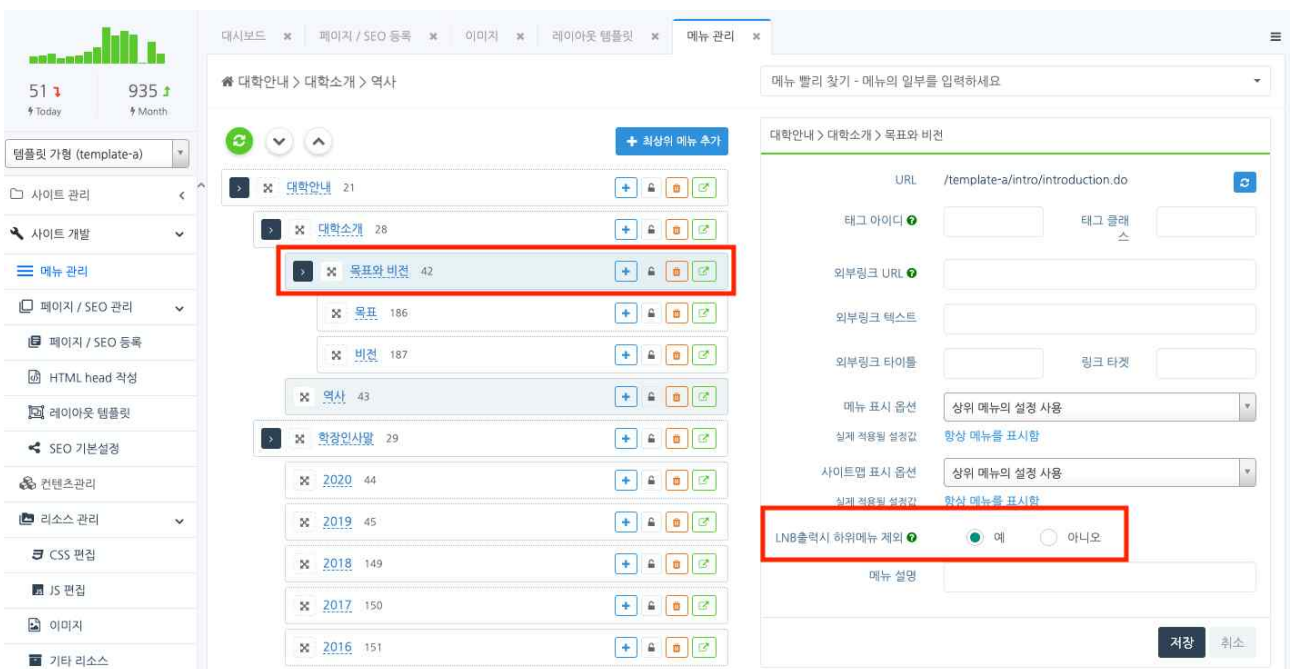 대시보드 ✖ 페이지 / SEO 등록 ✖ 이미지 ✖ 레이아웃 템플릿 ✖ 메뉴 관리 ✖
51
935
Today
Month
템플릿 가형 (template-a)
사이트 관리
사이트 개발
메뉴 관리
페이지 / SEO 관리
페이지 / SEO 등록
HTML head 작성
레이아웃 템플릿
SEO 기본설정
컨텐츠관리
리소스 관리
CSS 편집
JS 편집
이미지
기타 리소스
대학안내 > 대학소개 > 역사
+ 최상위 메뉴 추가
대학안내 21
대학소개 28
목표와 비전 42
목표 186
비전 187
역사 43
학장인사말 29
2020 44
2019 45
2018 149
2017 150
2016 151
메뉴 빨리 찾기 - 메뉴의 일부를 입력하세요
대학안내 > 대학소개 > 목표와 비전
URL /template-a/intro/introduction.do
태그 아이디 태그 클래
스
외부링크 URL
외부링크 텍스트
외부링크 타이틀 링크 타겟
메뉴 표시 옵션 상위 메뉴의 설정 사용
실제 적용될 설정값 항상 메뉴를 표시함
사이트맵 표시 옵션 상위 메뉴의 설정 사용
실제 적용될 설정값 항상 메뉴를 표시함
LNB출력시 하위메뉴 제외 예 아니오
메뉴 설명
저장 취소